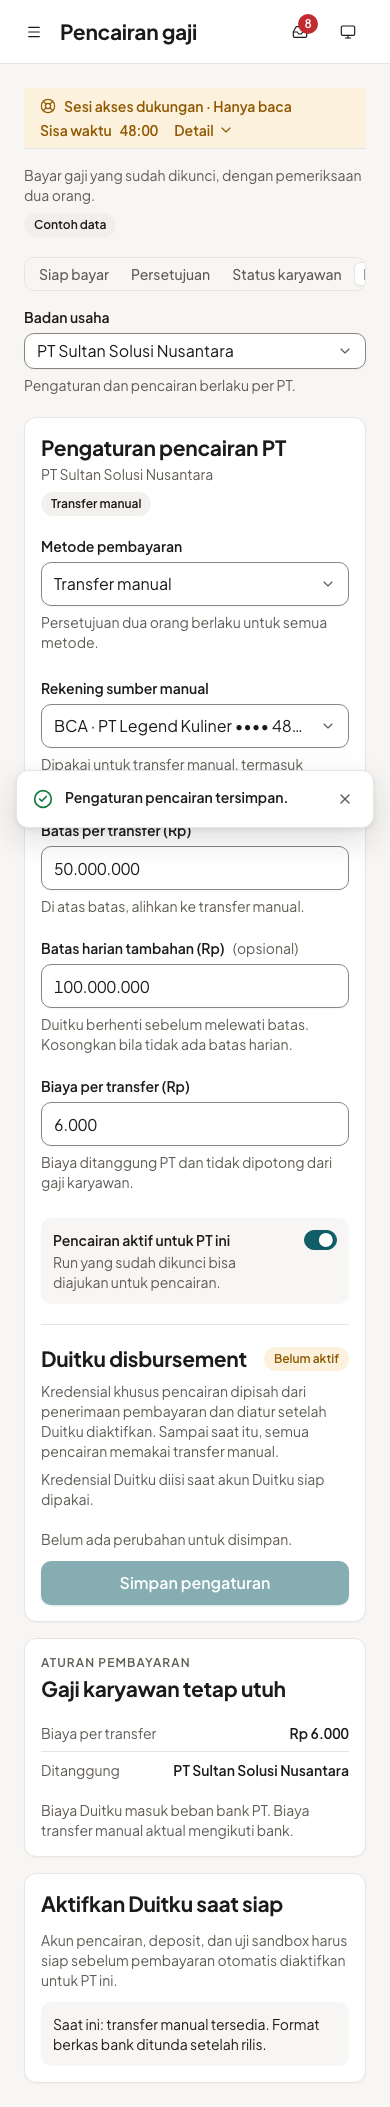 Pencairan gaji
8
Sesi akses dukungan · Hanya baca
Sisa waktu 48:00 Detail
Bayar gaji yang sudah dikunci, dengan pemeriksaan
dua orang.
Contoh data
Siap bayar Persetujuan Status karyawan
Badan usaha
PT Sultan Solusi Nusantara
Pengaturan dan pencairan berlaku per PT.
Pengaturan pencairan PT
PT Sultan Solusi Nusantara
Transfer manual
Metode pembayaran
Transfer manual
Persetujuan dua orang berlaku untuk semua
metode.
Rekening sumber manual
BCA · PT Legend Kuliner •••• 48...
Dipakai untuk transfer manual, termasuk
Pengaturan pencairan tersimpan.
Batas per transfer (Rp)
50.000.000
Di atas batas, alihkan ke transfer manual.
Batas harian tambahan (Rp) (opsional)
100.000.000
Duitku berhenti sebelum melewati batas.
Kosongkan bila tidak ada batas harian.
Biaya per transfer (Rp)
6.000
Biaya ditanggung PT dan tidak dipotong dari
gaji karyawan.
Pencairan aktif untuk PT ini
Run yang sudah dikunci bisa
diajukan untuk pencairan.
Duitku disbursement Belum aktif
Kredensial khusus pencairan dipisah dari
penerimaan pembayaran dan diatur setelah
Duitku diaktifkan. Sampai saat itu, semua
pencairan memakai transfer manual.
Kredensial Duitku diisi saat akun Duitku siap
dipakai.
Belum ada perubahan untuk disimpan.
Simpan pengaturan
ATURAN PEMBAYARAN
Gaji karyawan tetap utuh
Biaya per transfer Rp 6.000
Ditanggung PT Sultan Solusi Nusantara
Biaya Duitku masuk beban bank PT. Biaya
transfer manual aktual mengikuti bank.
Aktifkan Duitku saat siap
Akun pencairan, deposit, dan uji sandbox harus
siap sebelum pembayaran otomatis diaktifkan
untuk PT ini.
Saat ini: transfer manual tersedia. Format
berkas bank ditunda setelah rilis.